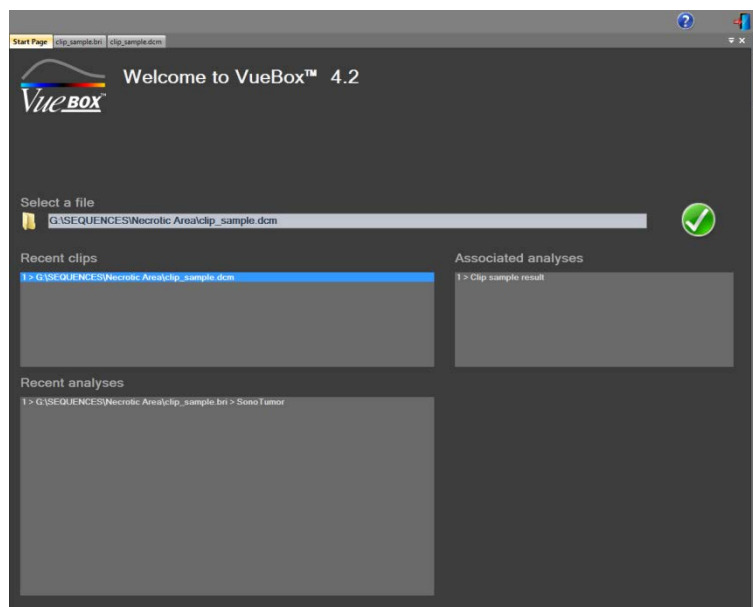 ?
Start Page clip_sample.bri clip_sample.dcm
Welcome to VueBox™ 4.2
VueBOX™
Select a file
G:\SEQUENCES\Necrotic Area\clip_sample.dcm
Recent clips
1 > G:\SEQUENCES\Necrotic Area\clip_sample.dcm
Associated analyses
1 > Clip sample result
Recent analyses
1 > G:\SEQUENCES\Necrotic Area\clip_sample.bri > SonoTumor